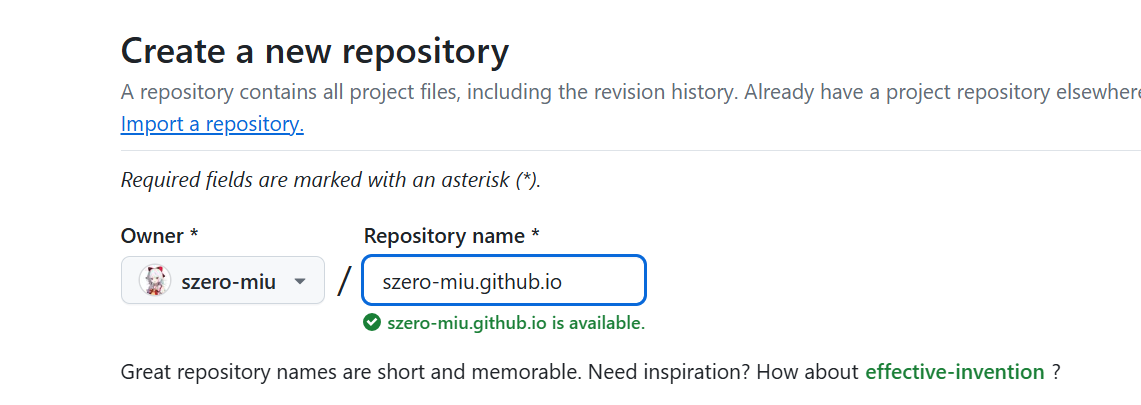 Create a new repository
A repository contains all project files, including the revision history. Already have a project repository elsewhere
Import a repository.
Required fields are marked with an asterisk (*).
Owner * Repository name *
szero-miu / szero-miu.github.io
szero-miu.github.io is available.
Great repository names are short and memorable. Need inspiration? How about effective-invention ?